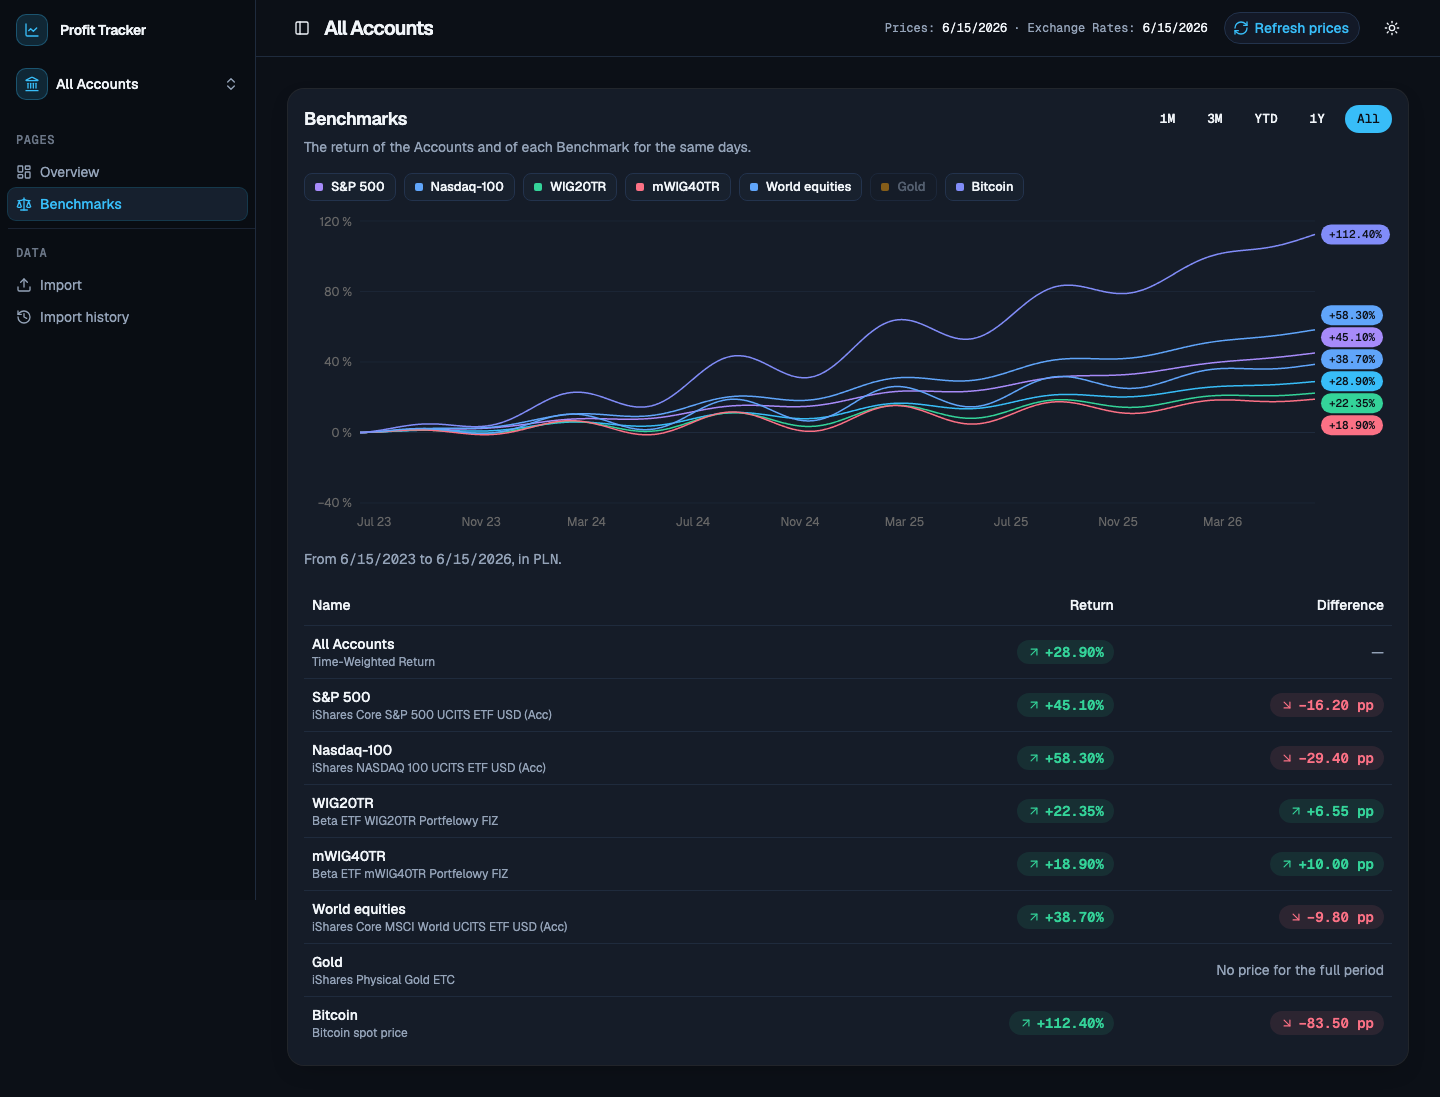 Profit Tracker
All Accounts
PAGES
Overview
Benchmarks
DATA
Import
Import history
All Accounts
Prices: 6/15/2026 · Exchange Rates: 6/15/2026
Refresh prices
Benchmarks
1M 3M YTD 1Y All
The return of the Accounts and of each Benchmark for the same days.
S&P 500 Nasdaq-100 WIG20TR mWIG40TR World equities Gold Bitcoin
120 %
80 %
40 %
0 %
−40 %
+112.40%
+58.30%
+45.10%
+38.70%
+28.90%
+22.35%
+18.90%
Jul 23 Nov 23 Mar 24 Jul 24 Nov 24 Mar 25 Jul 25 Nov 25 Mar 26
From 6/15/2023 to 6/15/2026, in PLN.
Name Return Difference
All Accounts
Time-Weighted Return
+28.90% —
S&P 500
iShares Core S&P 500 UCITS ETF USD (Acc)
+45.10% −16.20 pp
Nasdaq-100
iShares NASDAQ 100 UCITS ETF USD (Acc)
+58.30% −29.40 pp
WIG20TR
Beta ETF WIG20TR Portfelowy FIZ
+22.35% +6.55 pp
mWIG40TR
Beta ETF mWIG40TR Portfelowy FIZ
+18.90% +10.00 pp
World equities
iShares Core MSCI World UCITS ETF USD (Acc)
+38.70% −9.80 pp
Gold
iShares Physical Gold ETC
No price for the full period
Bitcoin
Bitcoin spot price
+112.40% −83.50 pp